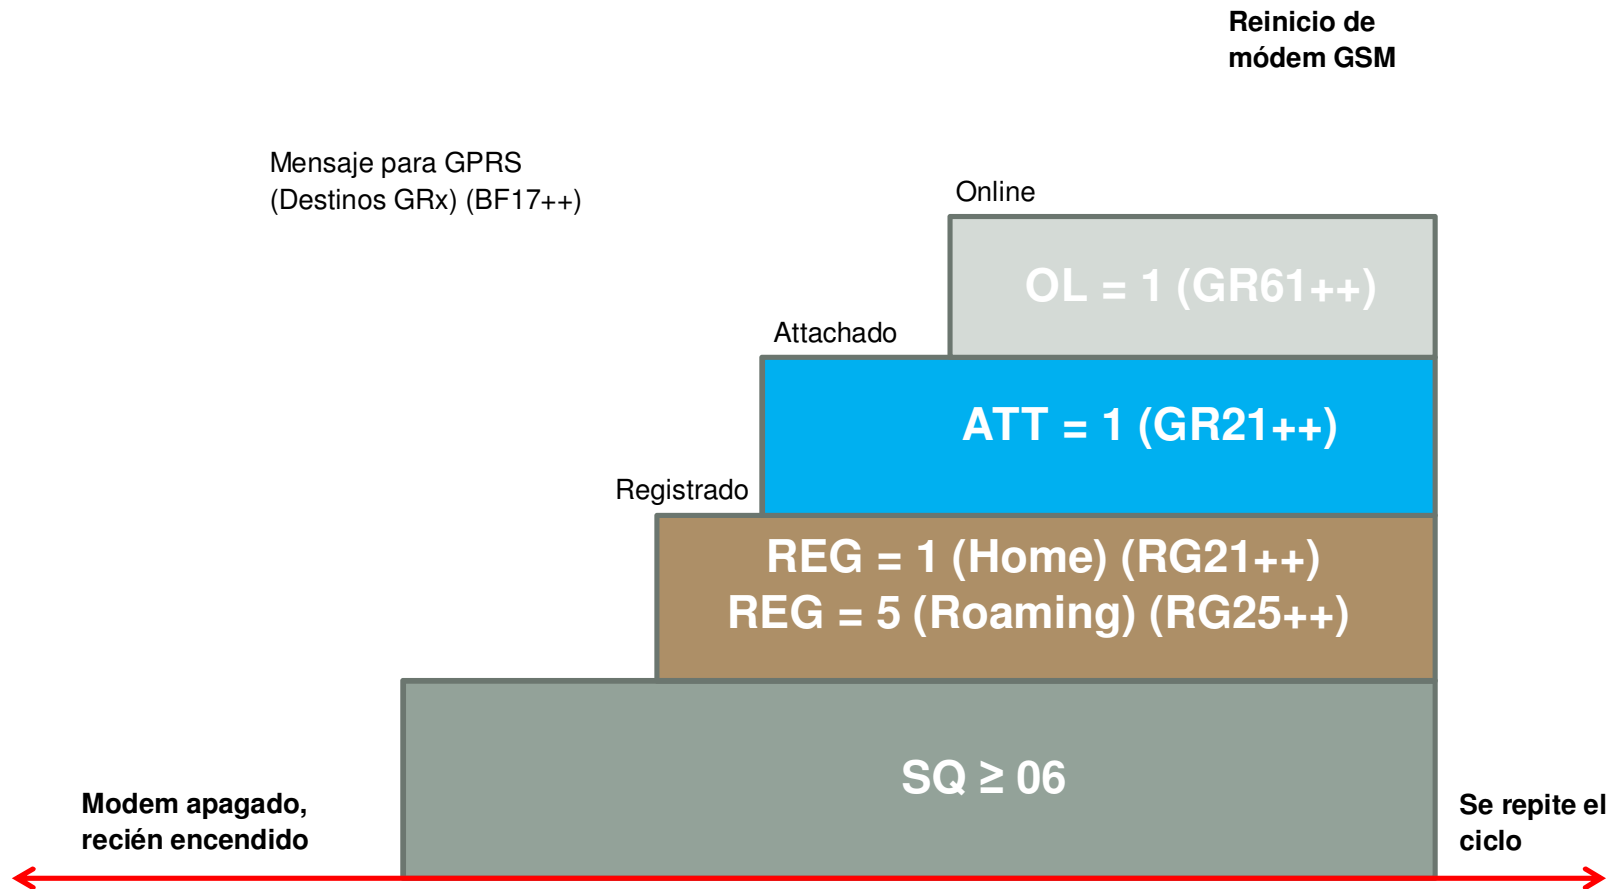 Reinicio de
módem GSM
Mensaje para GPRS
(Destinos GRx) (BF17++)
Online
OL = 1 (GR61++)
Attachado
ATT = 1 (GR21++)
Registrado
REG = 1 (Home) (RG21++)
REG = 5 (Roaming) (RG25++)
SQ ≥ 06
Modem apagado,
recién encendido
Se repite el
ciclo